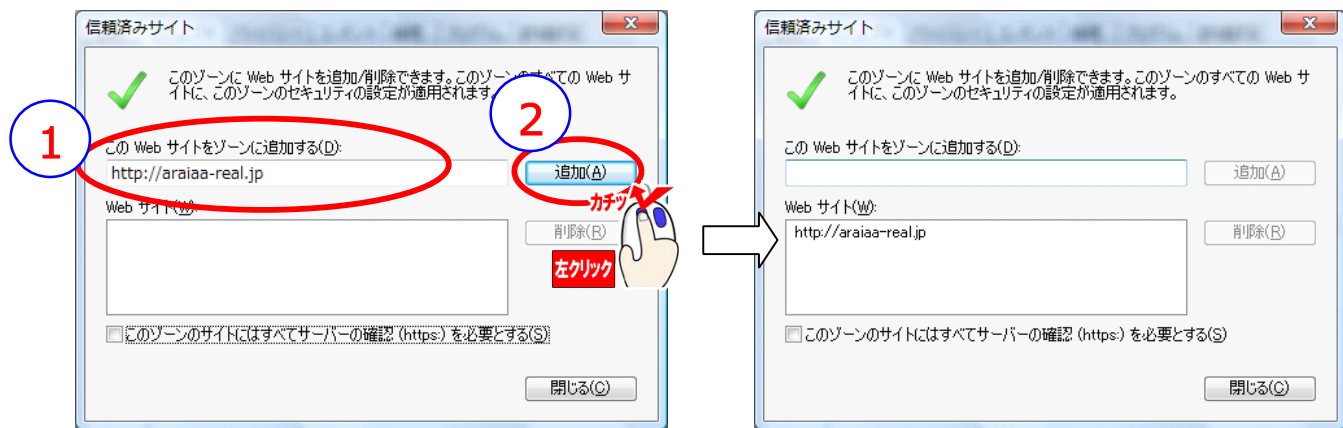 信頼済みサイト
このゾーンに Web サイトを追加/削除できます。このゾーンのすべての Web サ
イトに、このゾーンのセキュリティの設定が適用されます。
1
2
この Web サイトをゾーンに追加する(D):
http://araiaa-real.jp
追加(A)
カチッ
Web サイト(W):
削除(R)
左クリック
このゾーンのサイトにはすべてサーバーの確認 (https:) を必要とする(S)
閉じる(C)
信頼済みサイト
このゾーンに Web サイトを追加/削除できます。このゾーンのすべての Web サ
イトに、このゾーンのセキュリティの設定が適用されます。
この Web サイトをゾーンに追加する(D):
追加(A)
Web サイト(W):
http://araiaa-real.jp
削除(R)
このゾーンのサイトにはすべてサーバーの確認 (https:) を必要とする(S)
閉じる(C)